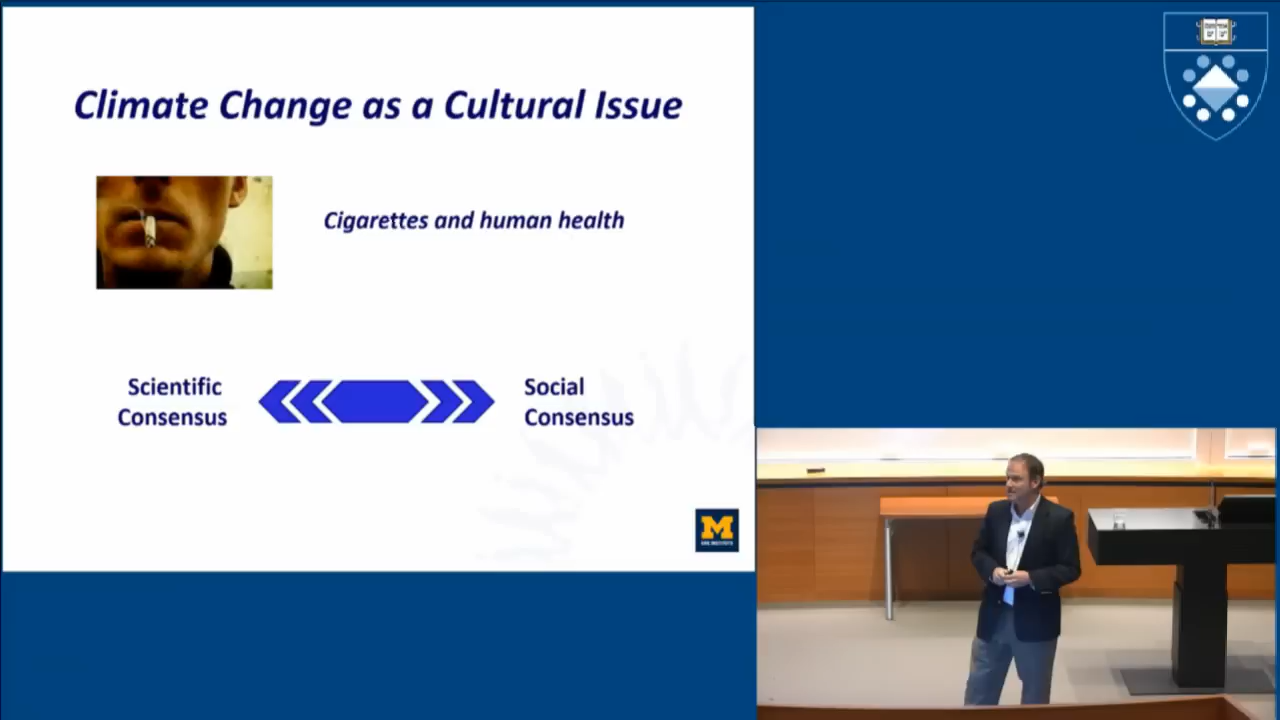 Climate Change as a Cultural Issue
Cigarettes and human health
Scientific
Consensus
Social
Consensus
M